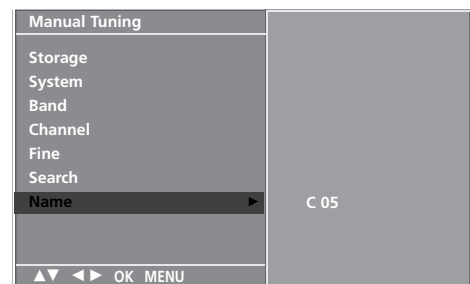 Manual Tuning
Storage
System
Band
Channel
Fine
Search
Name ► C 05
▲▼ ◄► OK MENU